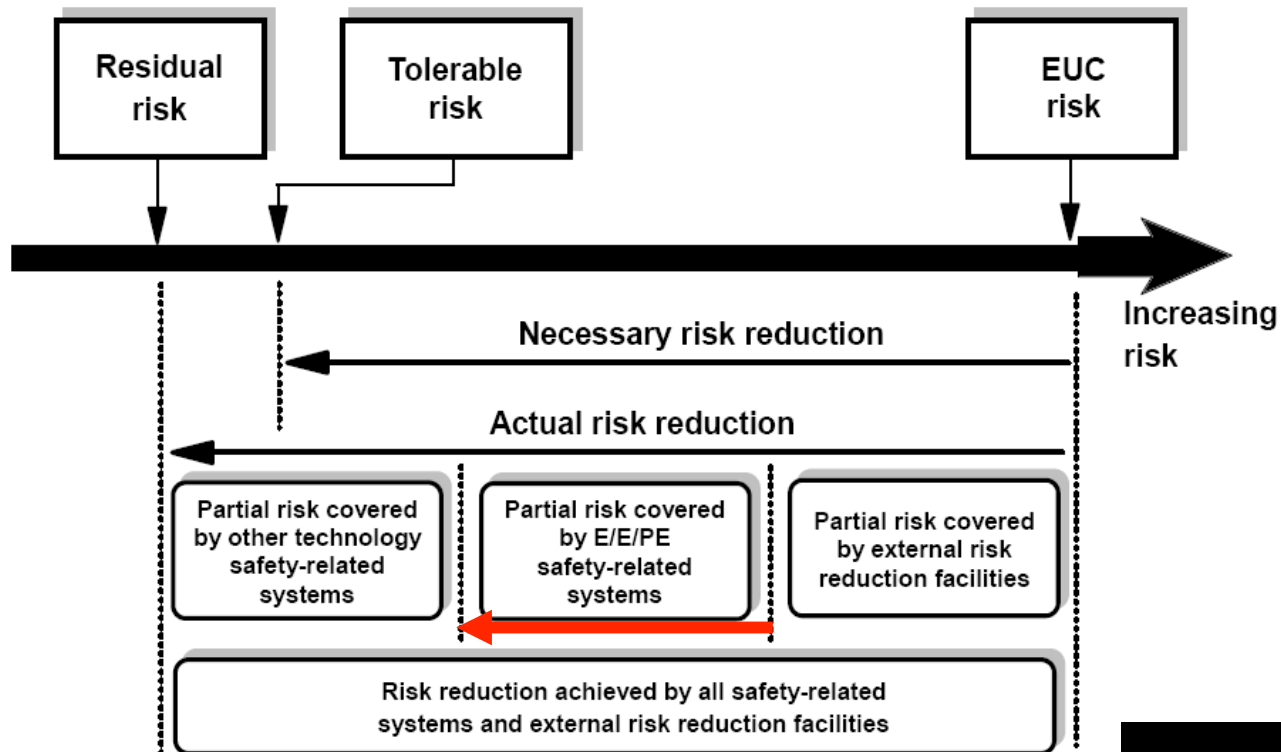 Residual
risk
Tolerable
risk
EUC
risk
Increasing
risk
Necessary risk reduction
Actual risk reduction
Partial risk covered
by other technology
safety-related
systems
Partial risk covered
by E/E/PE
safety-related
systems
Partial risk covered
by external risk
reduction facilities
Risk reduction achieved by all safety-related
systems and external risk reduction facilities